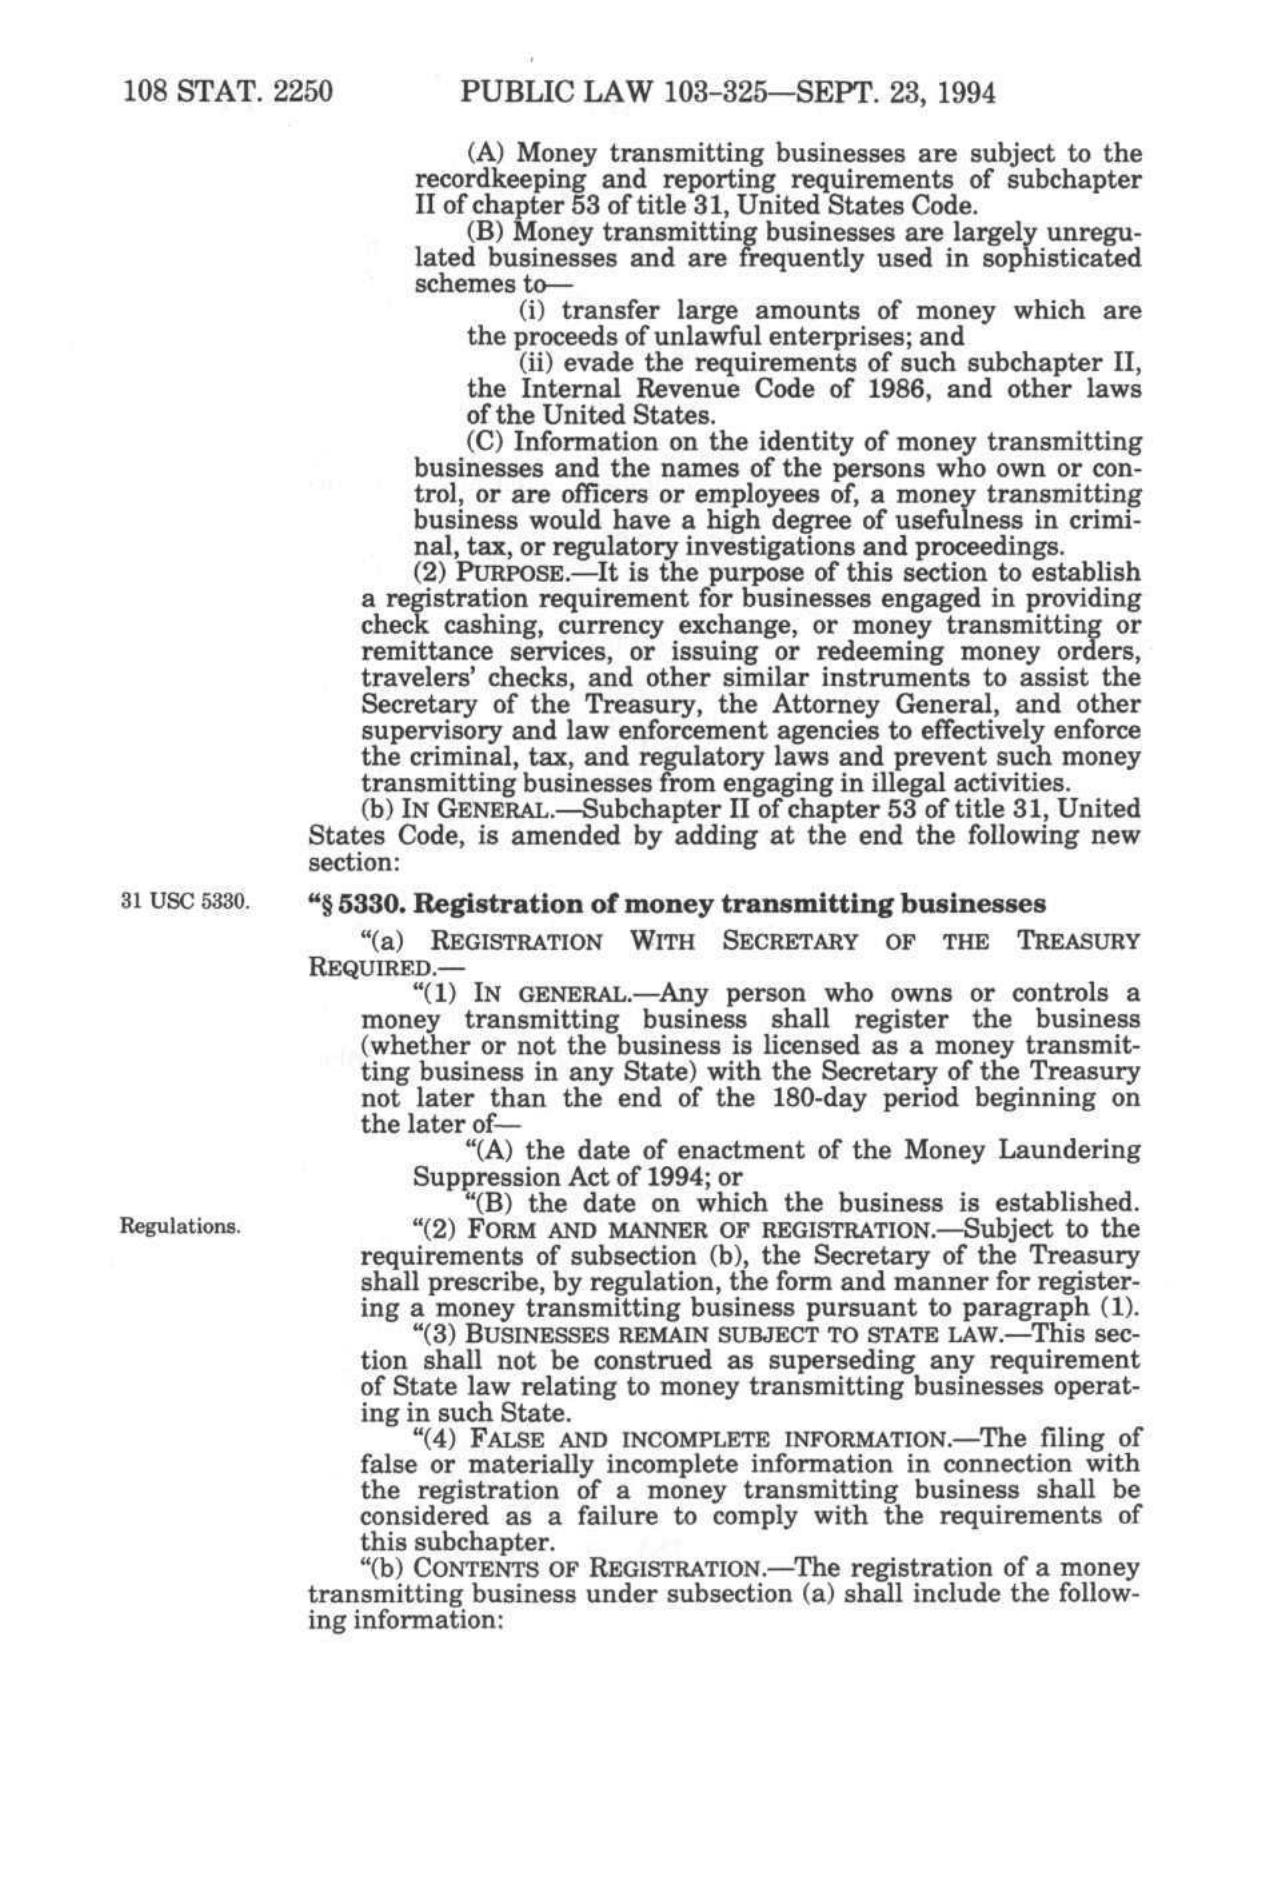 108 STAT. 2250 PUBLIC LAW 103–325—SEPT. 23, 1994
(A) Money transmitting businesses are subject to the
recordkeeping and reporting requirements of subchapter
II of chapter 53 of title 31, United States Code.
(B) Money transmitting businesses are largely unregu-
lated businesses and are frequently used in sophisticated
schemes to—
(i) transfer large amounts of money which are
the proceeds of unlawful enterprises; and
(ii) evade the requirements of such subchapter II,
the Internal Revenue Code of 1986, and other laws
of the United States.
(C) Information on the identity of money transmitting
businesses and the names of the persons who own or con-
trol, or are officers or employees of, a money transmitting
business would have a high degree of usefulness in crimi-
nal, tax, or regulatory investigations and proceedings.
(2) PURPOSE.—It is the purpose of this section to establish
a registration requirement for businesses engaged in providing
check cashing, currency exchange, or money transmitting or
remittance services, or issuing or redeeming money orders,
travelers' checks, and other similar instruments to assist the
Secretary of the Treasury, the Attorney General, and other
supervisory and law enforcement agencies to effectively enforce
the criminal, tax, and regulatory laws and prevent such money
transmitting businesses from engaging in illegal activities.
(b) IN GENERAL.—Subchapter II of chapter 53 of title 31, United
States Code, is amended by adding at the end the following new
section:
31 USC 5330. “§ 5330. Registration of money transmitting businesses
“(a) REGISTRATION WITH SECRETARY OF THE TREASURY
REQUIRED.—
“(1) IN GENERAL.—Any person who owns or controls a
money transmitting business shall register the business
(whether or not the business is licensed as a money transmit-
ting business in any State) with the Secretary of the Treasury
not later than the end of the 180-day period beginning on
the later of—
“(A) the date of enactment of the Money Laundering
Suppression Act of 1994; or
“(B) the date on which the business is established.
Regulations. “(2) FORM AND MANNER OF REGISTRATION.—Subject to the
requirements of subsection (b), the Secretary of the Treasury
shall prescribe, by regulation, the form and manner for register-
ing a money transmitting business pursuant to paragraph (1).
“(3) BUSINESSES REMAIN SUBJECT TO STATE LAW.—This sec-
tion shall not be construed as superseding any requirement
of State law relating to money transmitting businesses operat-
ing in such State.
“(4) FALSE AND INCOMPLETE INFORMATION.—The filing of
false or materially incomplete information in connection with
the registration of a money transmitting business shall be
considered as a failure to comply with the requirements of
this subchapter.
“(b) CONTENTS OF REGISTRATION.—The registration of a money
transmitting business under subsection (a) shall include the follow-
ing information: